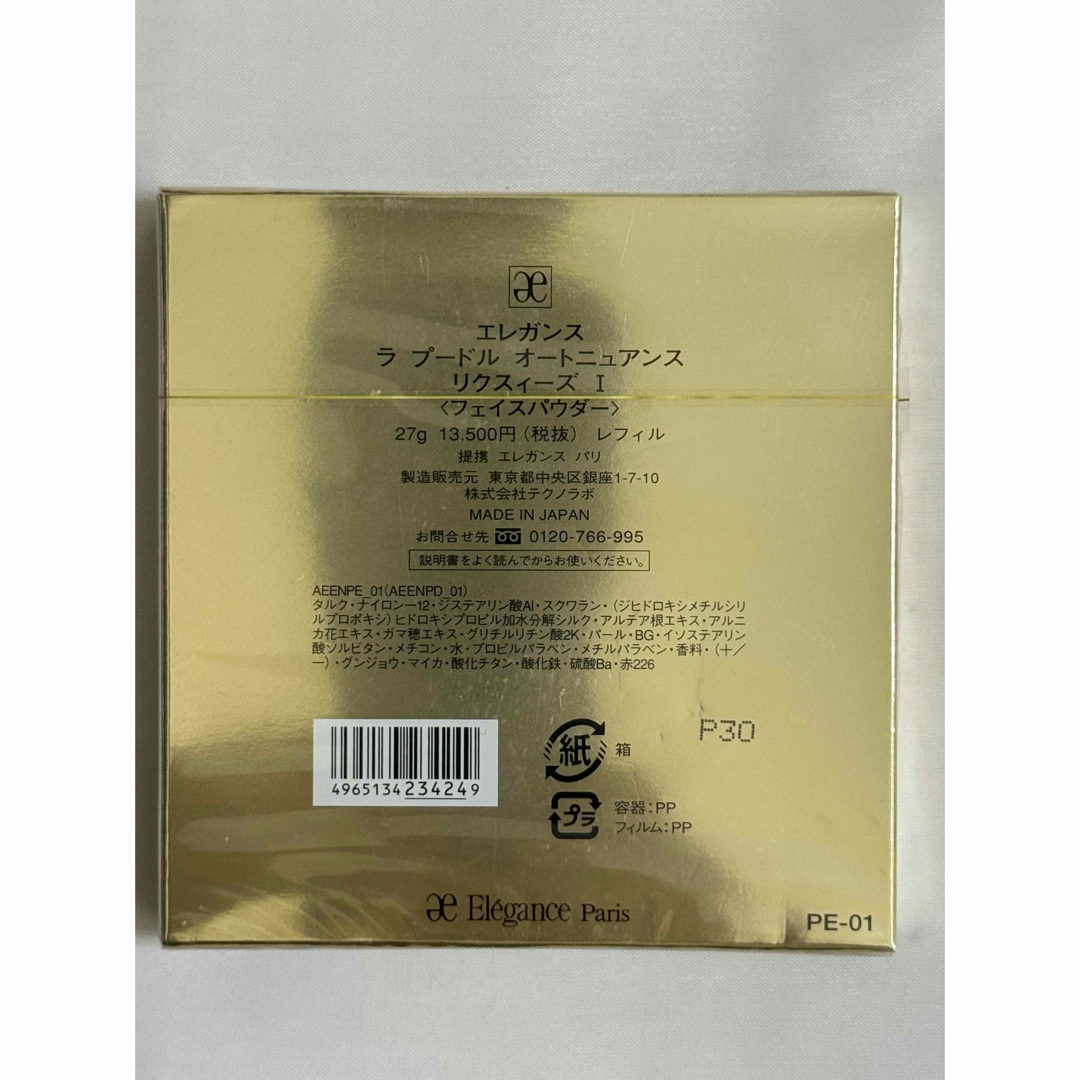 æ
エレガンス
ラ プードル オートニュアンス
リクスィーズ I
〈フェイスパウダー〉
27g 13,500円(税抜) レフィル
提携 エレガンス パリ
製造販売元 東京都中央区銀座1-7-10
株式会社テクノラボ
MADE IN JAPAN
お問合せ先 0120-766-995
説明書をよく読んでからお使いください。
AEENPE_01(AEENPD_01)
タルク・ナイロン－12・ジステアリン酸Al・スクワラン・(ジヒドロキシメチルシリ
ルプロポキシ)ヒドロキシプロピル加水分解シルク・アルテア根エキス・アルニ
カ花エキス・ガマ穂エキス・グリチルリチン酸2K・パール・BG・イソステアリン
酸ソルビタン・メチコン・水・プロピルパラベン・メチルパラベン・香料・(＋／
－)・グンジョウ・マイカ・酸化チタン・酸化鉄・硫酸Ba・赤226
P30
紙 箱
4965134234249
プラ 容器:PP
フィルム:PP
æ Elégance Paris
PE-01